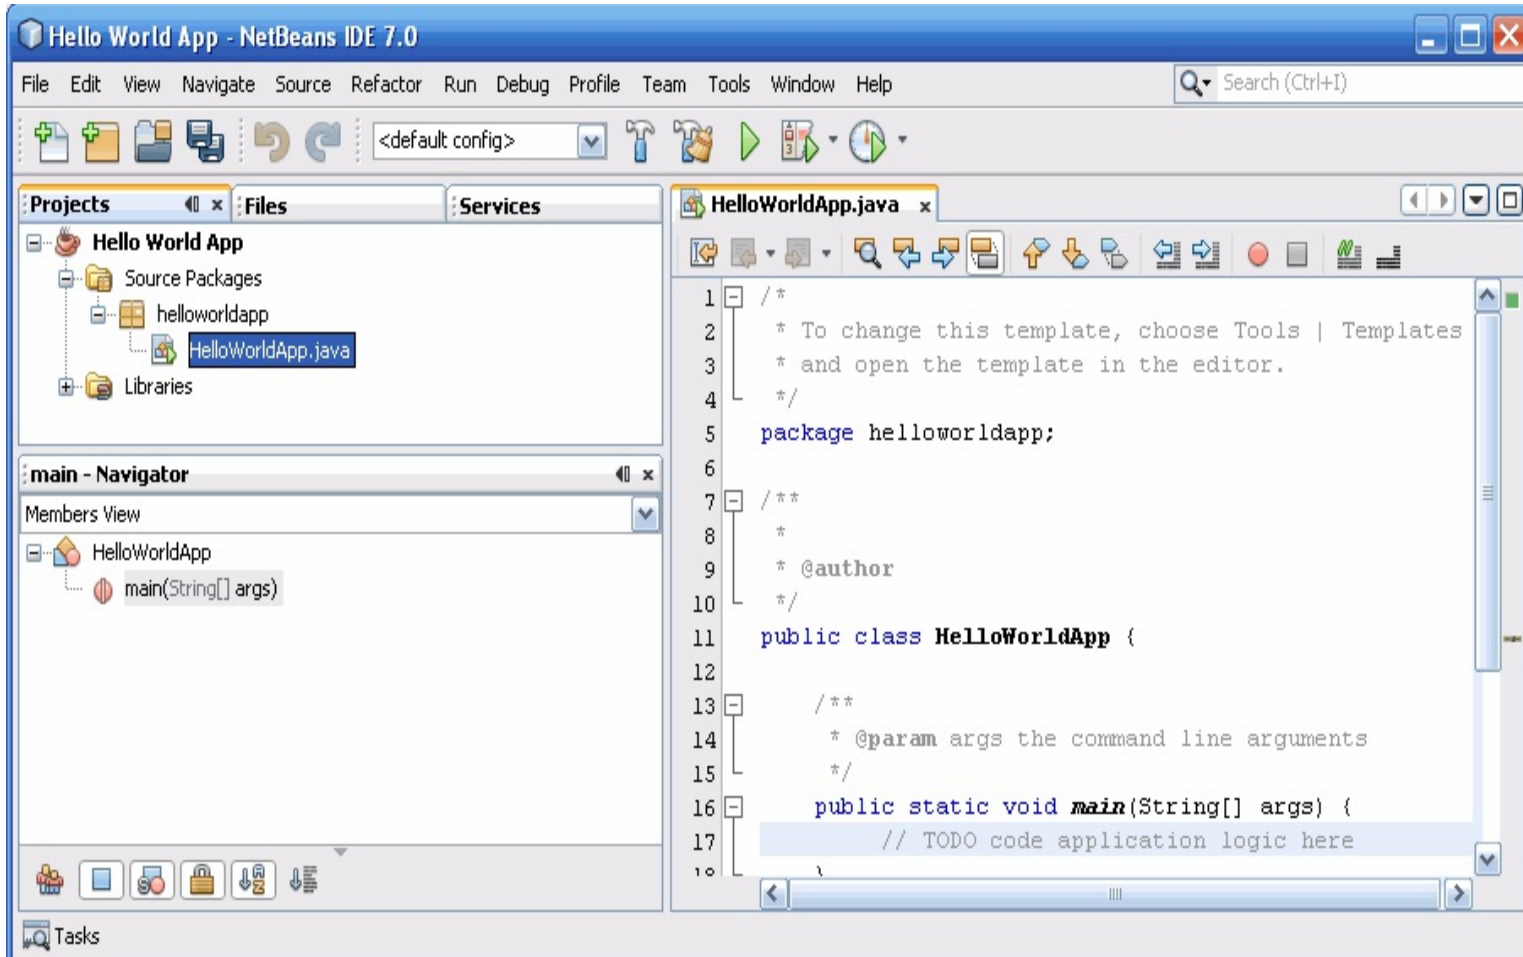 Hello World App - NetBeans IDE 7.0
File Edit View Navigate Source Refactor Run Debug Profile Team Tools Window Help
Search (Ctrl+I)
<default config>
Projects
Files
Services
Hello World App
Source Packages
helloworldapp
HelloWorldApp.java
Libraries
main - Navigator
Members View
HelloWorldApp
main(String[] args)
HelloWorldApp.java
1 /*
2 * To change this template, choose Tools | Templates
3 * and open the template in the editor.
4 */
5 package helloworldapp;
6
7 /**
8 *
9 * @author
10 */
11 public class HelloWorldApp {
12
13 /**
14 * @param args the command line arguments
15 */
16 public static void main(String[] args) {
17 // TODO code application logic here
Tasks